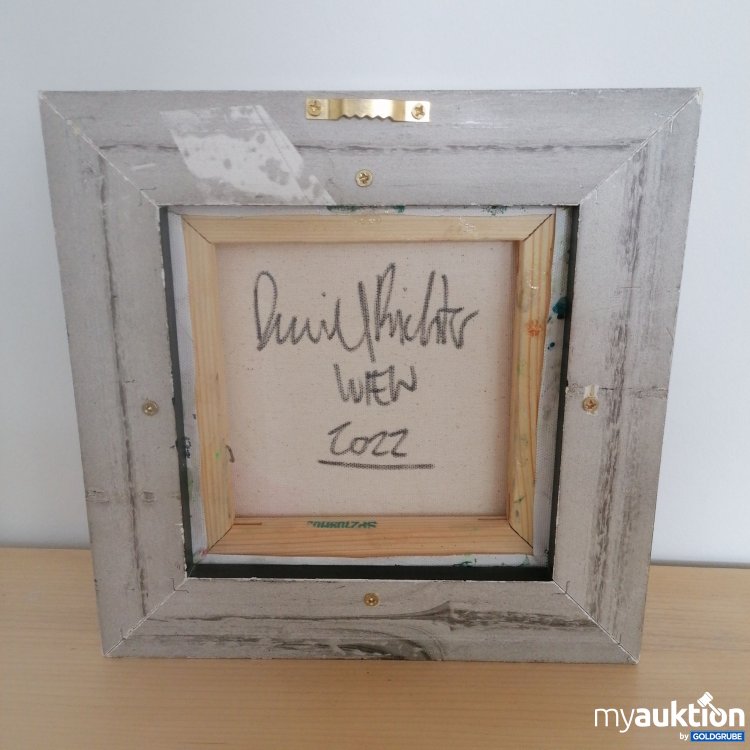 Daniel Richter
WIEN
2022
myauktion
by GOLDGRUBE